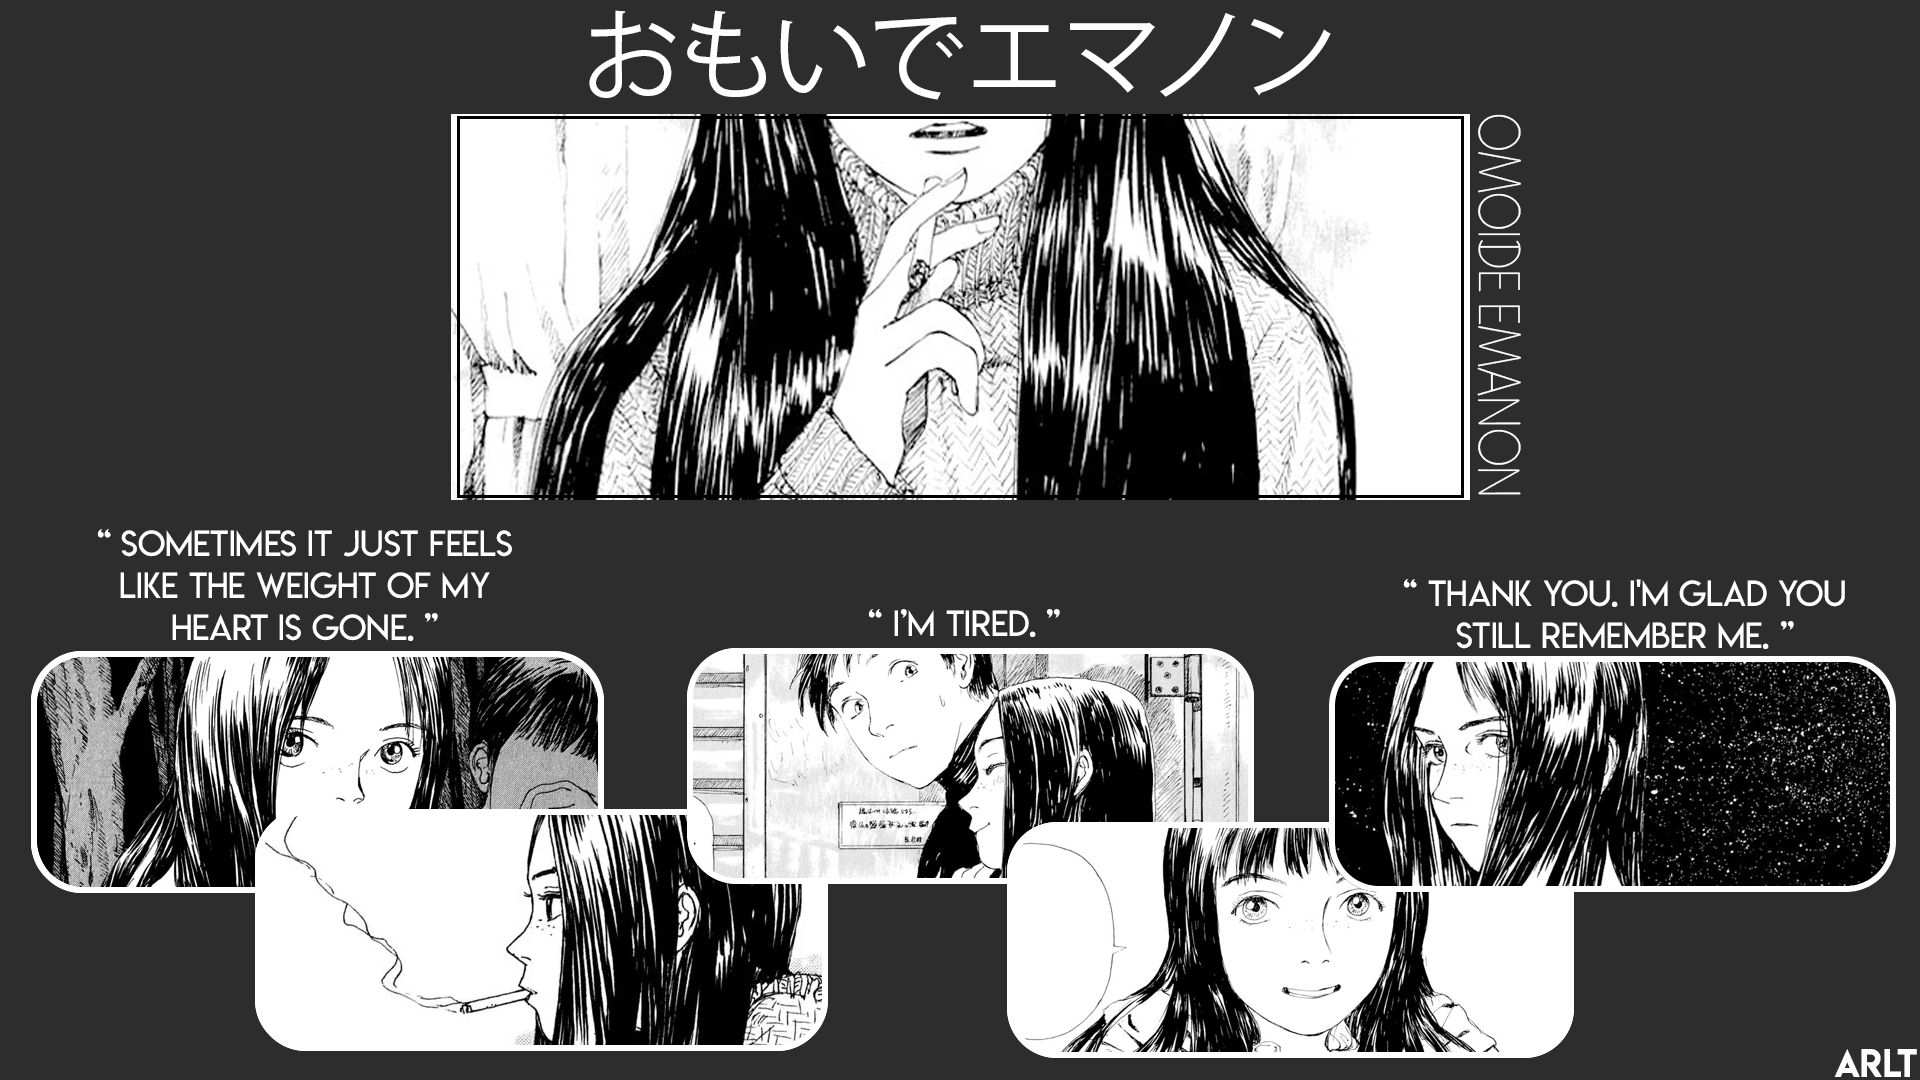 おもいでエマノン
OMOIDE EMANON
“ SOMETIMES IT JUST FEELS
LIKE THE WEIGHT OF MY
HEART IS GONE. ”
“ I’M TIRED. ”
“ THANK YOU. I'M GLAD YOU
STILL REMEMBER ME. ”
ARLT